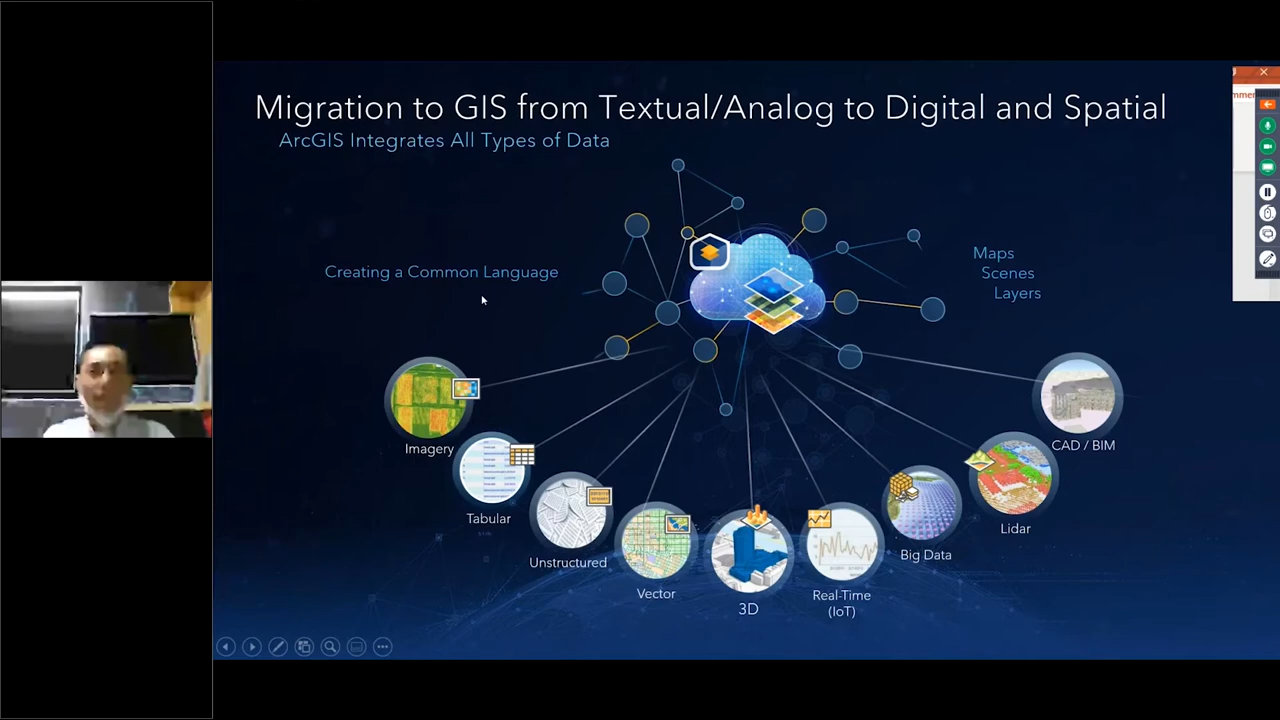 Migration to GIS from Textual/Analog to Digital and Spatial
ArcGIS Integrates All Types of Data
Creating a Common Language
Maps
Scenes
Layers
Imagery
Tabular
Unstructured
Vector
3D
Real-Time
(IoT)
Big Data
Lidar
CAD / BIM